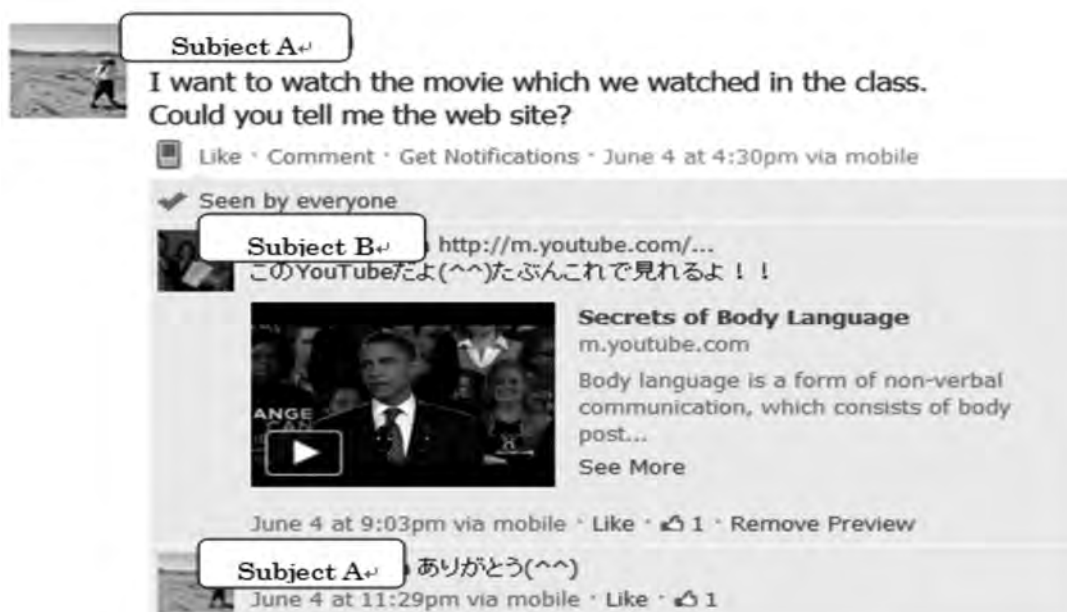 Subject A↵
I want to watch the movie which we watched in the class.
Could you tell me the web site?
Like · Comment · Get Notifications · June 4 at 4:30pm via mobile
Seen by everyone
Subject B↵ http://m.youtube.com/...
このYouTubeだよ(^^)たぶんこれで見れるよ！！
Secrets of Body Language
m.youtube.com
Body language is a form of non-verbal
communication, which consists of body
post...
See More
ANGE
CAN
June 4 at 9:03pm via mobile · Like · 1 · Remove Preview
Subject A↵ ありがとう(^^)
June 4 at 11:29pm via mobile · Like · 1